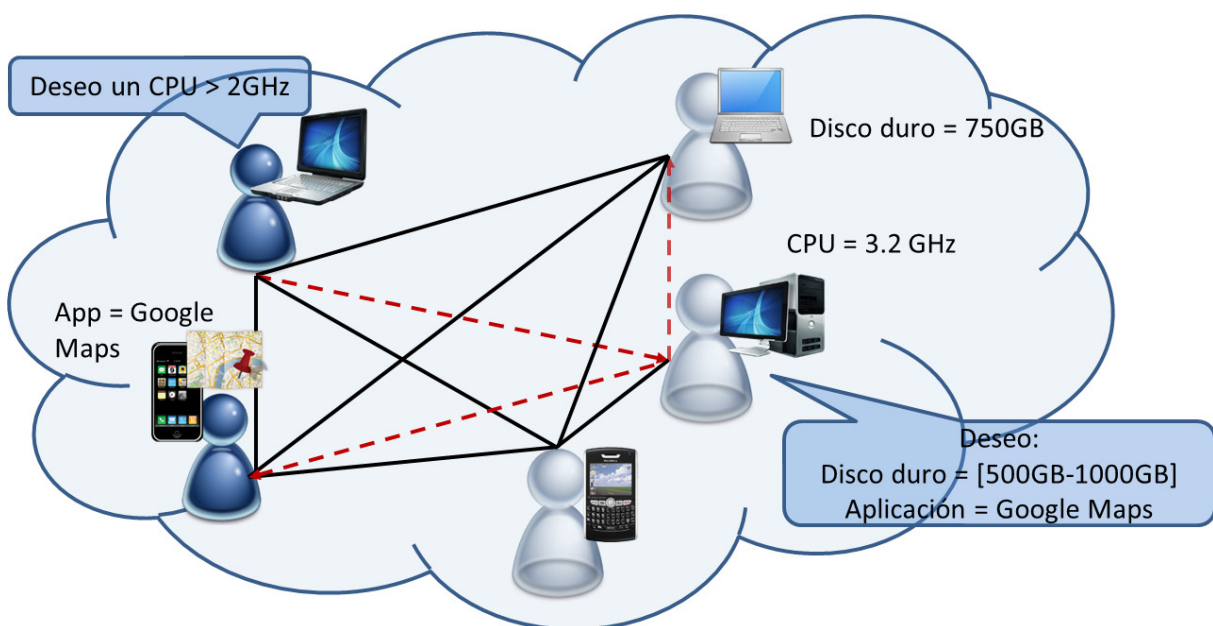 Deseo un CPU > 2GHz
Disco duro = 750GB
CPU = 3.2 GHz
App = Google
Maps
Deseo:
Disco duro = [500GB-1000GB]
Aplicación = Google Maps